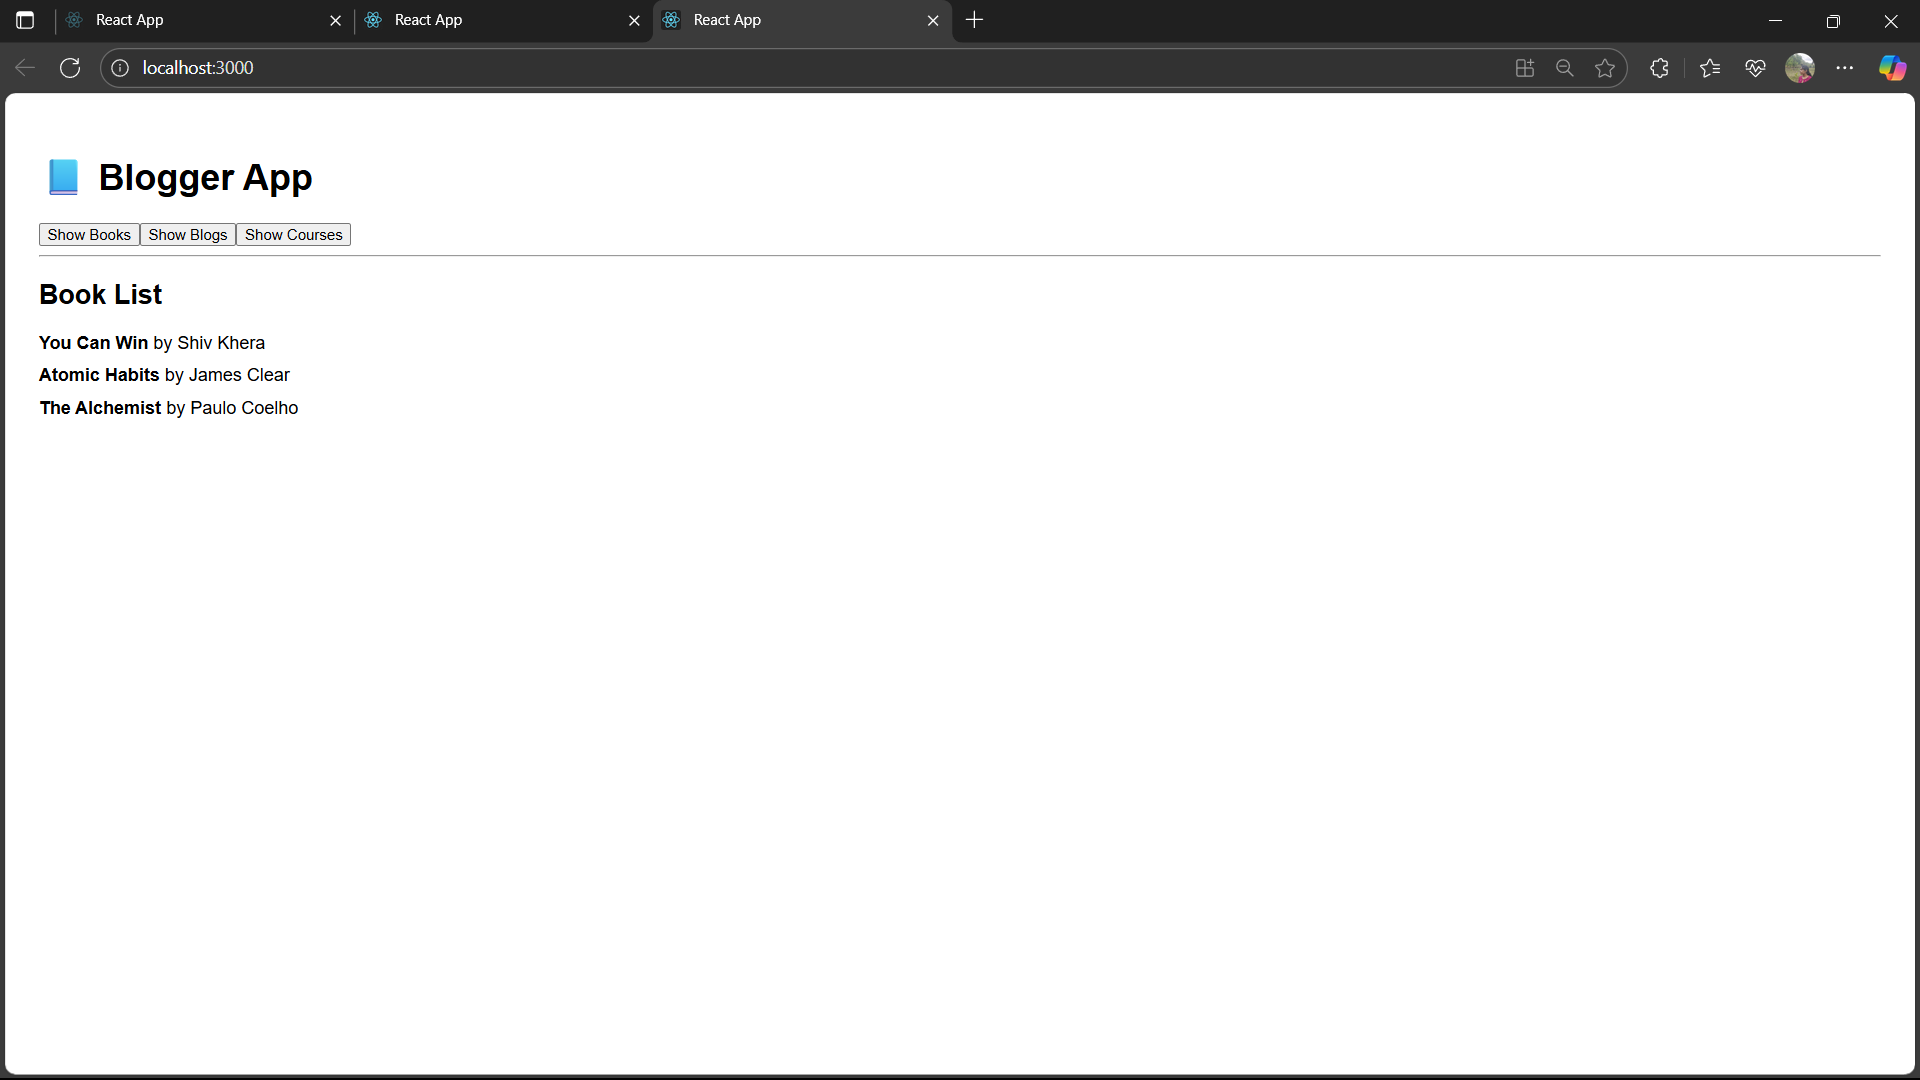 React App
React App
React App
localhost:3000
📘 Blogger App
Show Books Show Blogs Show Courses
Book List
You Can Win by Shiv Khera
Atomic Habits by James Clear
The Alchemist by Paulo Coelho